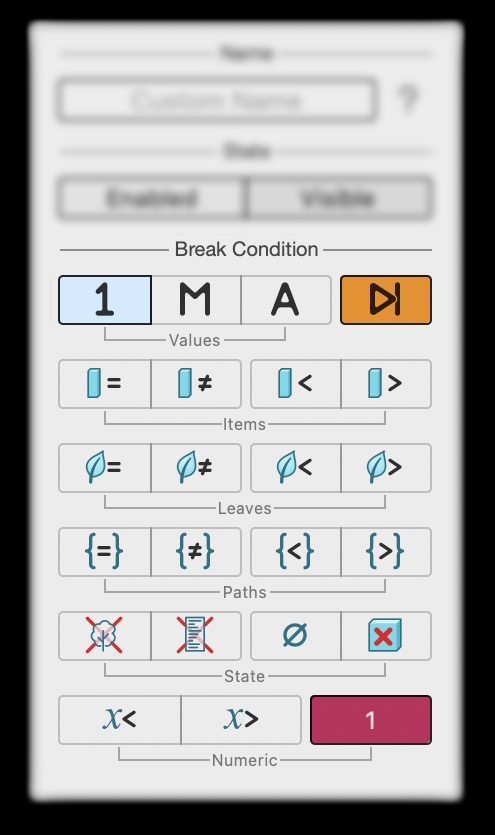 Name
Custom Name ?
State
Enabled Visible
Break Condition
1 M A
Values
= ≠ < >
Items
= ≠ < >
Leaves
{=} {≠} {<} {>}
Paths
∅
State
x< x> 1
Numeric